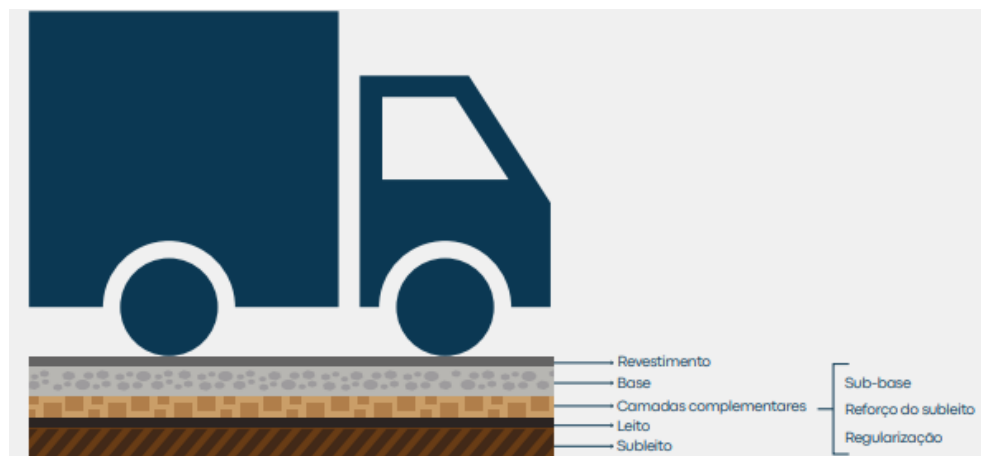 Revestimento
Base
Camadas complementares
Leito
Subleito
Sub-base
Reforço do subleito
Regularização